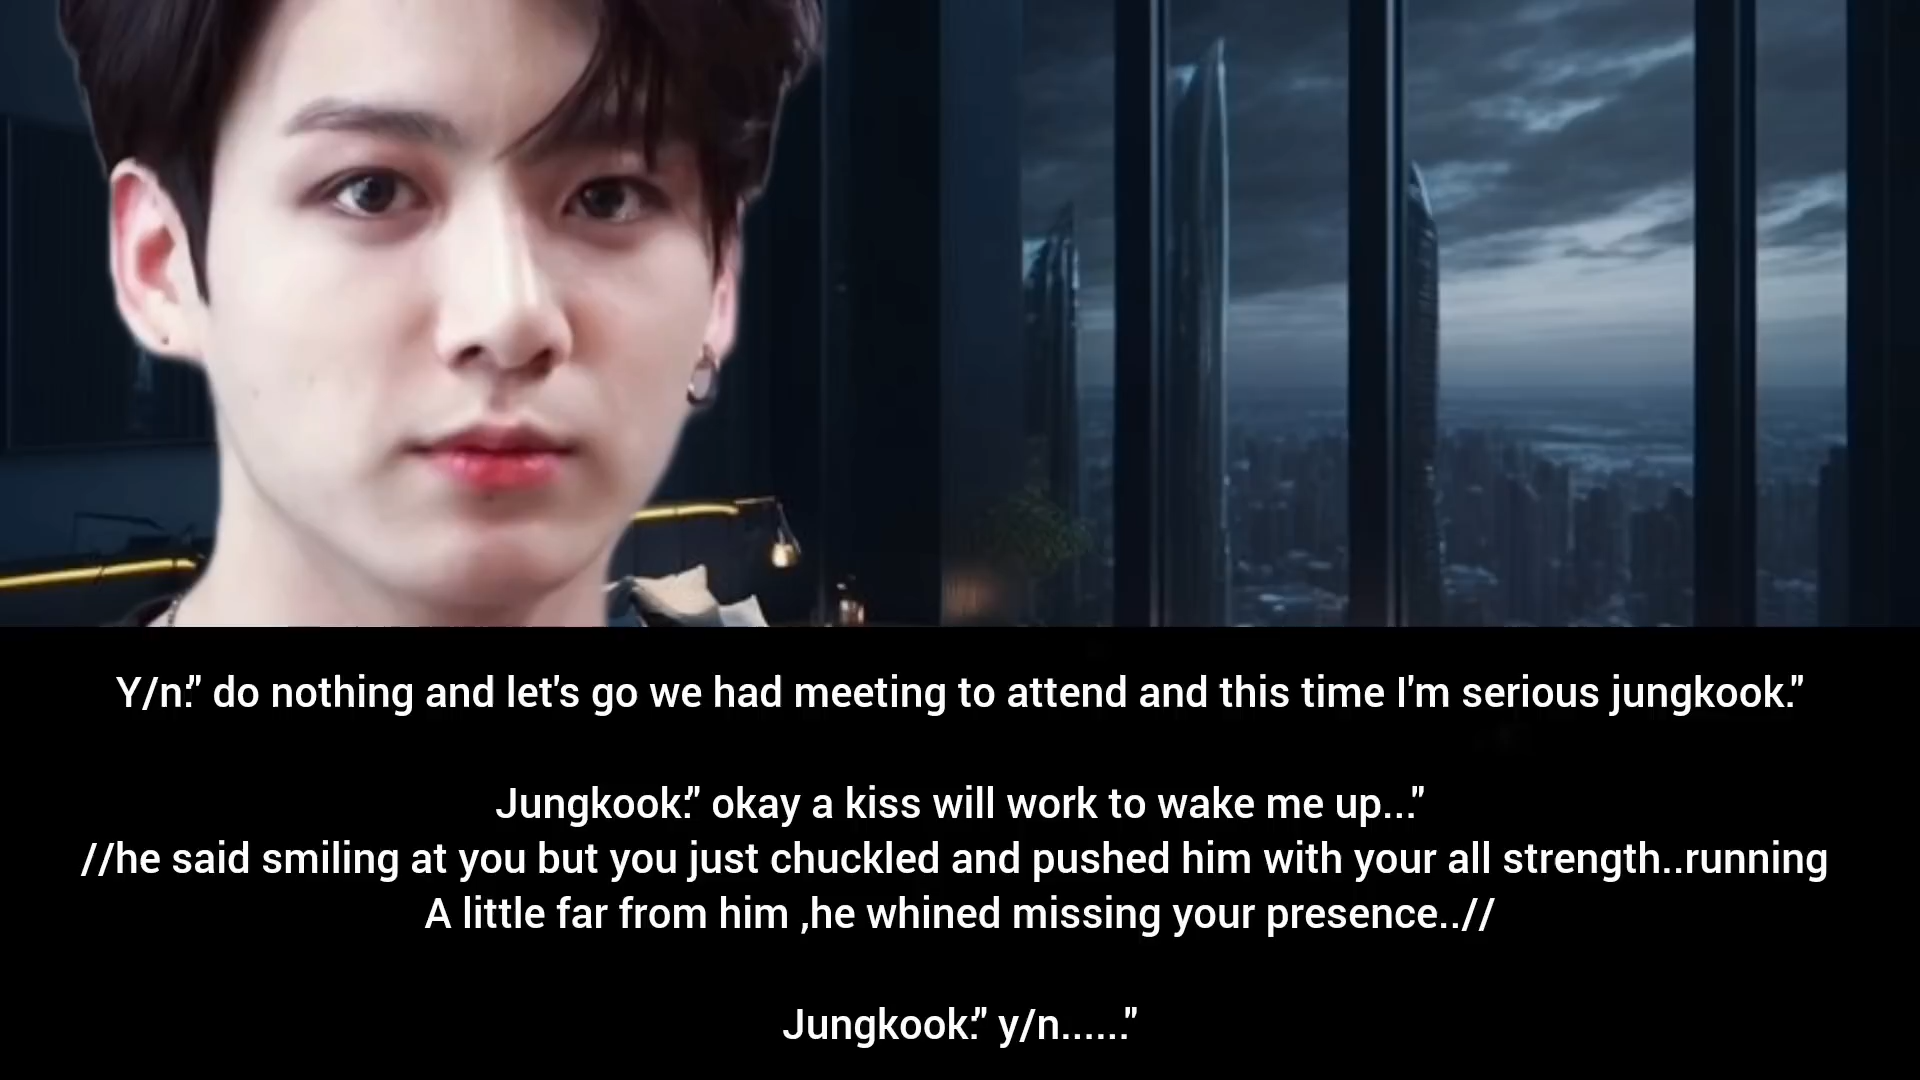 Y/n:" do nothing and let's go we had meeting to attend and this time I'm serious jungkook."
Jungkook:" okay a kiss will work to wake me up..."
//he said smiling at you but you just chuckled and pushed him with your all strength..running
A little far from him ,he whined missing your presence..//
Jungkook:" y/n......"